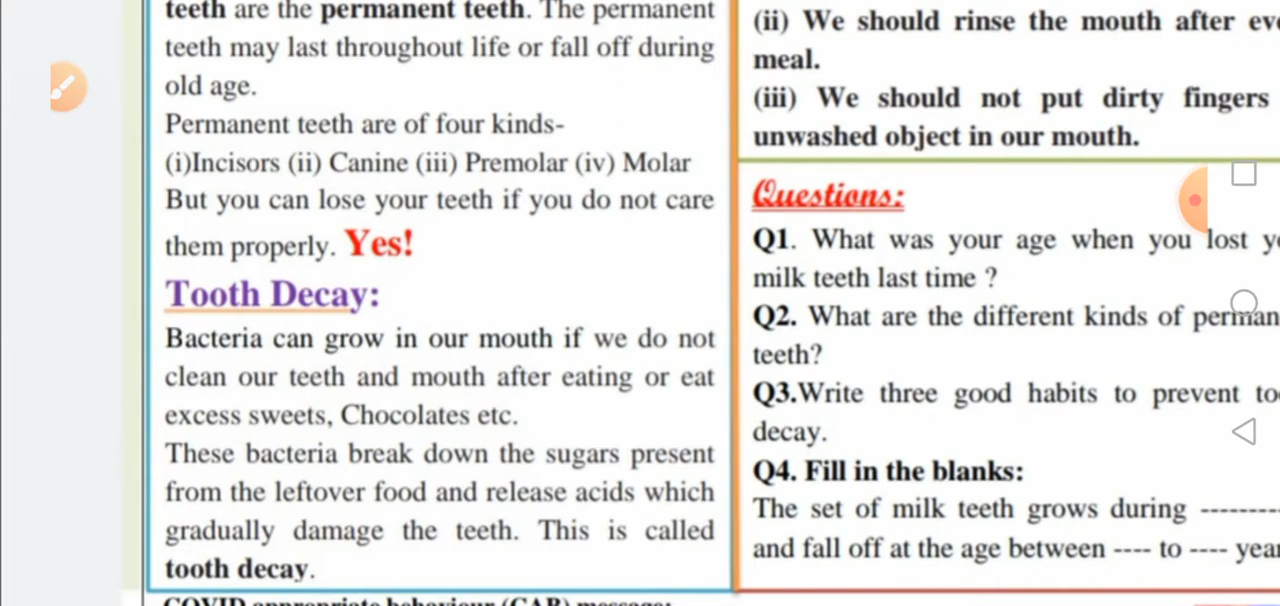 teeth are the permanent teeth. The permanent
teeth may last throughout life or fall off during
old age.
Permanent teeth are of four kinds-
(i)Incisors (ii) Canine (iii) Premolar (iv) Molar
But you can lose your teeth if you do not care
them properly. Yes!
Tooth Decay:
Bacteria can grow in our mouth if we do not
clean our teeth and mouth after eating or eat
excess sweets, Chocolates etc.
These bacteria break down the sugars present
from the leftover food and release acids which
gradually damage the teeth. This is called
tooth decay.
COVID appropriate behaviour (CAB) message:
(ii) We should rinse the mouth after
meal.
(iii) We should not put dirty fingers
unwashed object in our mouth.
Questions:
Q1. What was your age when you lost
milk teeth last time ?
Q2. What are the different kinds of
teeth?
Q3.Write three good habits to prevent
decay.
Q4. Fill in the blanks:
The set of milk teeth grows during --------
and fall off at the age between ---- to ----